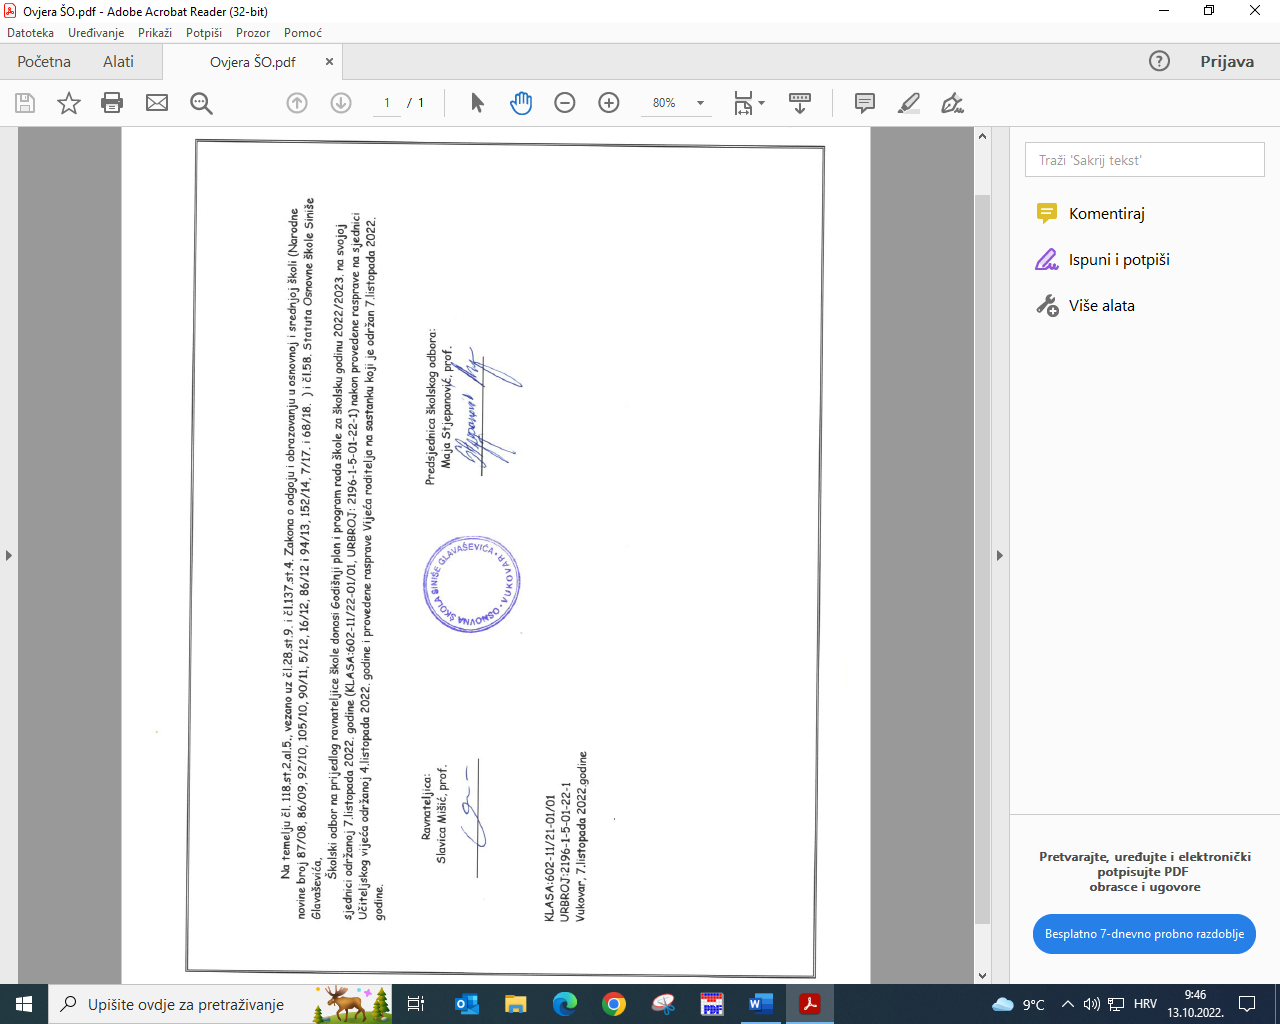 Ovjera ŠO.pdf - Adobe Acrobat Reader (32-bit)
Datoteka Uređivanje Prikaži Potpiši Prozor Pomoć
Početna Alati Ovjera ŠO.pdf × Prijava
1 / 1 80%
Na temelju čl. 118.st.2.al.5., vezano uz čl.28.st.9. i čl.137.st.4. Zakona o odgoju i obrazovanju u osnovnoj i srednjoj školi (Narodne
novine broj 87/08, 86/09, 92/10, 105/10, 90/11, 5/12, 16/12, 86/12 i 94/13, 152/14, 7/17. i 68/18. ) i čl.58. Statuta Osnovne škole Siniše
Glavaševića,
Školski odbor na prijedlog ravnateljice škole donosi Godišnji plan i program rada škole za školsku godinu 2022/2023. na svojoj
sjednici održanoj 7.listopada 2022. godine (KLASA:602-11/22-01/01, URBROJ: 2196-1-5-01-22-1) nakon provedene rasprave na sjednici
Učiteljskog vijeća održanoj 4.listopada 2022. godine i provedene rasprave Vijeća roditelja na sastanku koji je održan 7.listopada 2022.
godine.
Ravnateljica:
Slavica Mišić, prof.
OSNOVNA ŠKOLA SINIŠE GLAVAŠEVIĆA • VUKOVAR •
Predsjednica školskog odbora:
Maja Stjepanović, prof.
KLASA:602-11/21-01/01
URBROJ:2196-1-5-01-22-1
Vukovar, 7.listopada 2022.godine
Traži 'Sakrij tekst'
Komentiraj
Ispuni i potpiši
Više alata
Pretvarajte, uređujte i elektronički
potpisujte PDF
obrasce i ugovore
Besplatno 7-dnevno probno razdoblje
Upišite ovdje za pretraživanje
9°C HRV 9:46
13.10.2022.